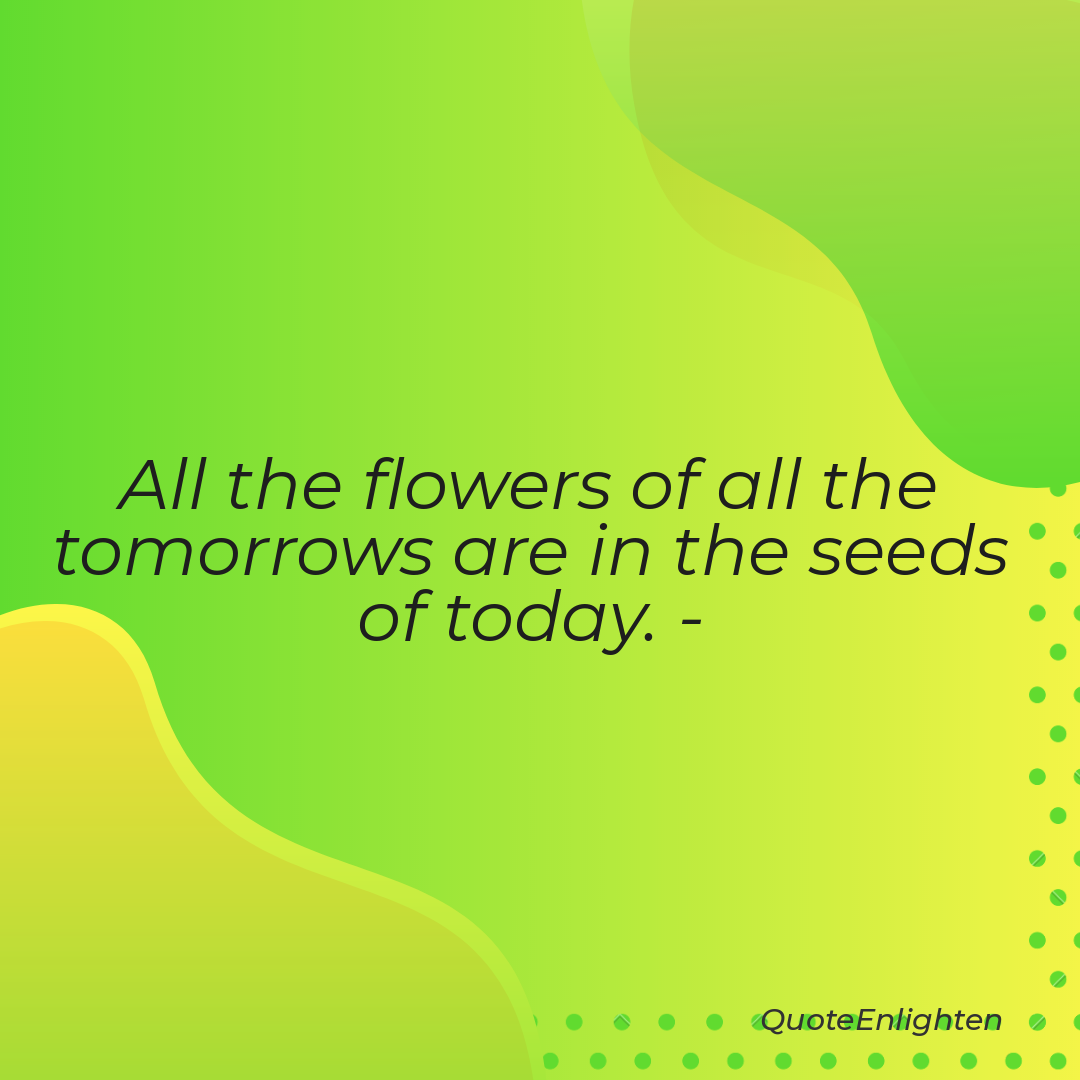 All the flowers of all the
tomorrows are in the seeds
of today. -
QuoteEnlighten